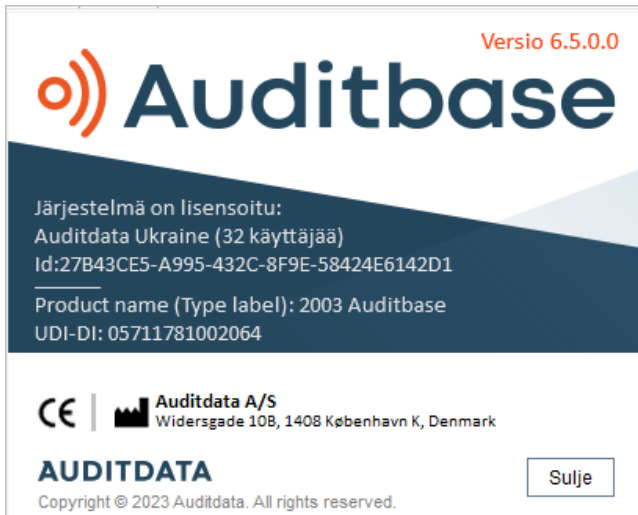 Versio 6.5.0.0
Auditbase
Järjestelmä on lisensoitu:
Auditdata Ukraine (32 käyttäjää)
Id:27B43CE5-A995-432C-8F9E-58424E6142D1
Product name (Type label): 2003 Auditbase
UDI-DI: 05711781002064
CE
Auditdata A/S
Widersgade 10B, 1408 København K, Denmark
AUDITDATA
Sulje
Copyright © 2023 Auditdata. All rights reserved.